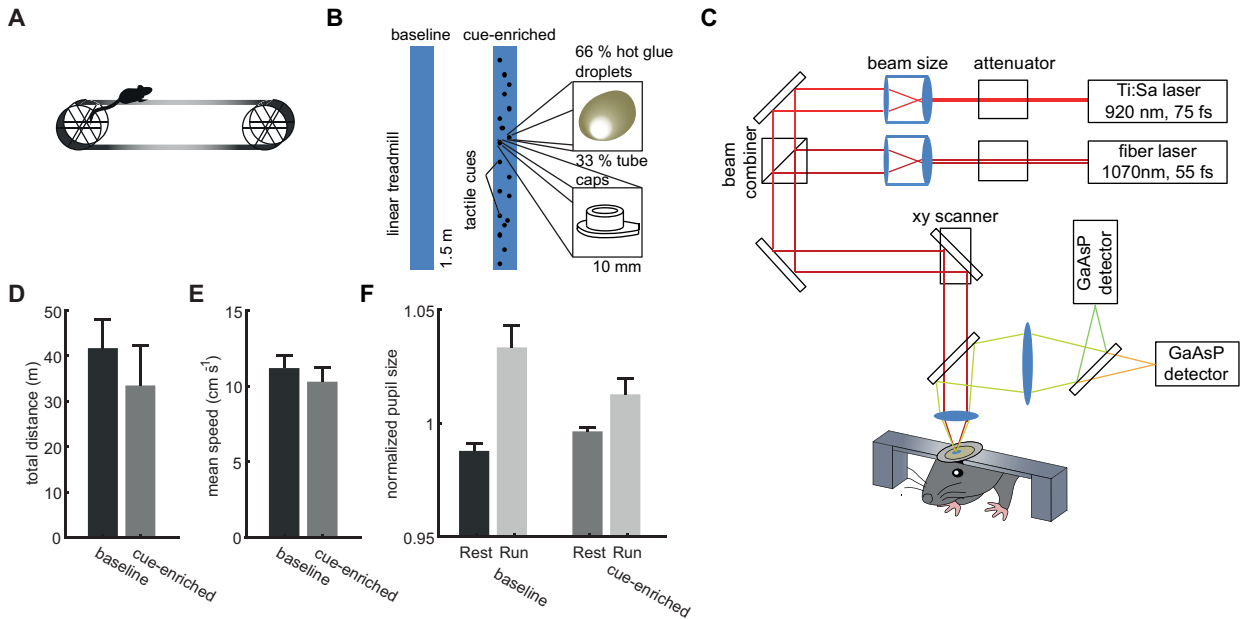 A
B
baseline
cue-enriched
66 % hot glue
droplets
33 % tube
caps
10 mm
linear treadmill
1.5 m
tactile cues
C
beam size
attenuator
Ti:Sa laser
920 nm, 75 fs
fiber laser
1070nm, 55 fs
beam
combiner
xy scanner
GaAsP
detector
GaAsP
detector
D
total distance (m)
50
40
30
20
10
0
baseline
cue-enriched
E
mean speed (cm s⁻¹)
15
10
5
0
baseline
cue-enriched
F
normalized pupil size
1.05
1
0.95
Rest Run
Rest Run
baseline
cue-enriched